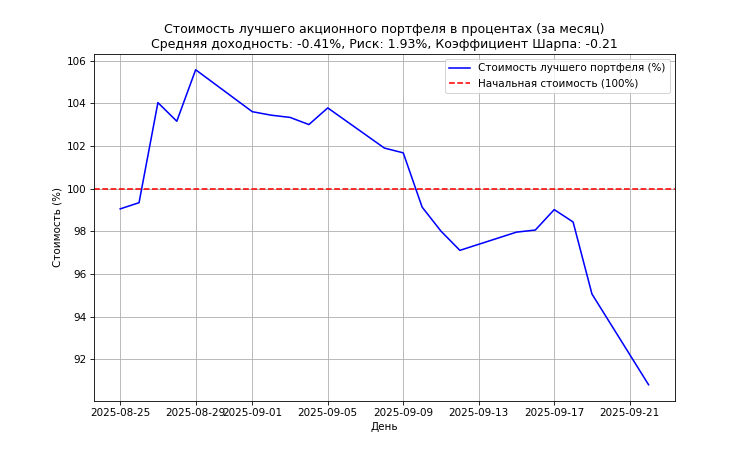 Стоимость лучшего акционного портфеля в процентах (за месяц)
Средняя доходность: -0.41%, Риск: 1.93%, Коэффициент Шарпа: -0.21
Стоимость лучшего портфеля (%)
Начальная стоимость (100%)
Стоимость (%)
106
104
102
100
98
96
94
92
2025-08-25 2025-08-29 2025-09-01 2025-09-05 2025-09-09 2025-09-13 2025-09-17 2025-09-21
День